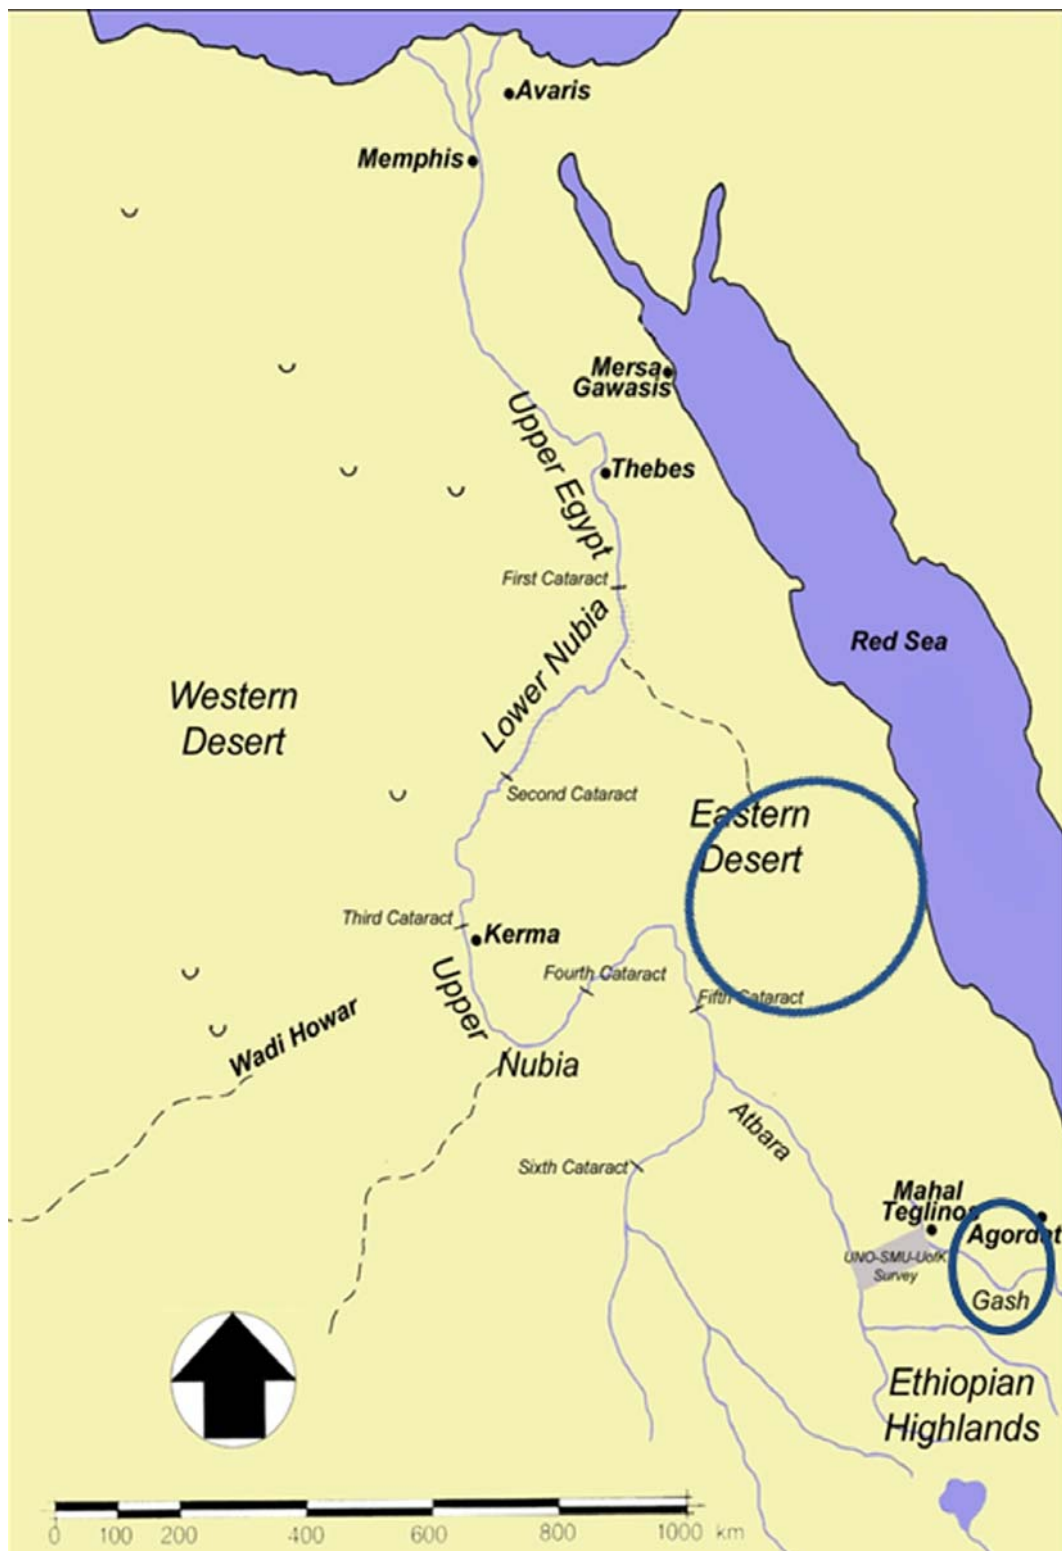 Avaris
Memphis
Mersa
Gawasis
Upper Egypt
Thebes
First Cataract
Lower Nubia
Red Sea
Western
Desert
Second Cataract
Eastern
Desert
Third Cataract
Kerma
Upper
Fourth Cataract
Fifth Cataract
Wadi Howar
Nubia
Atbara
Sixth Cataract
Mahal
Teglinos
Agordat
UNO-SMU-UofK
Survey
Gash
Ethiopian
Highlands
0 100 200 400 600 800 1000 km